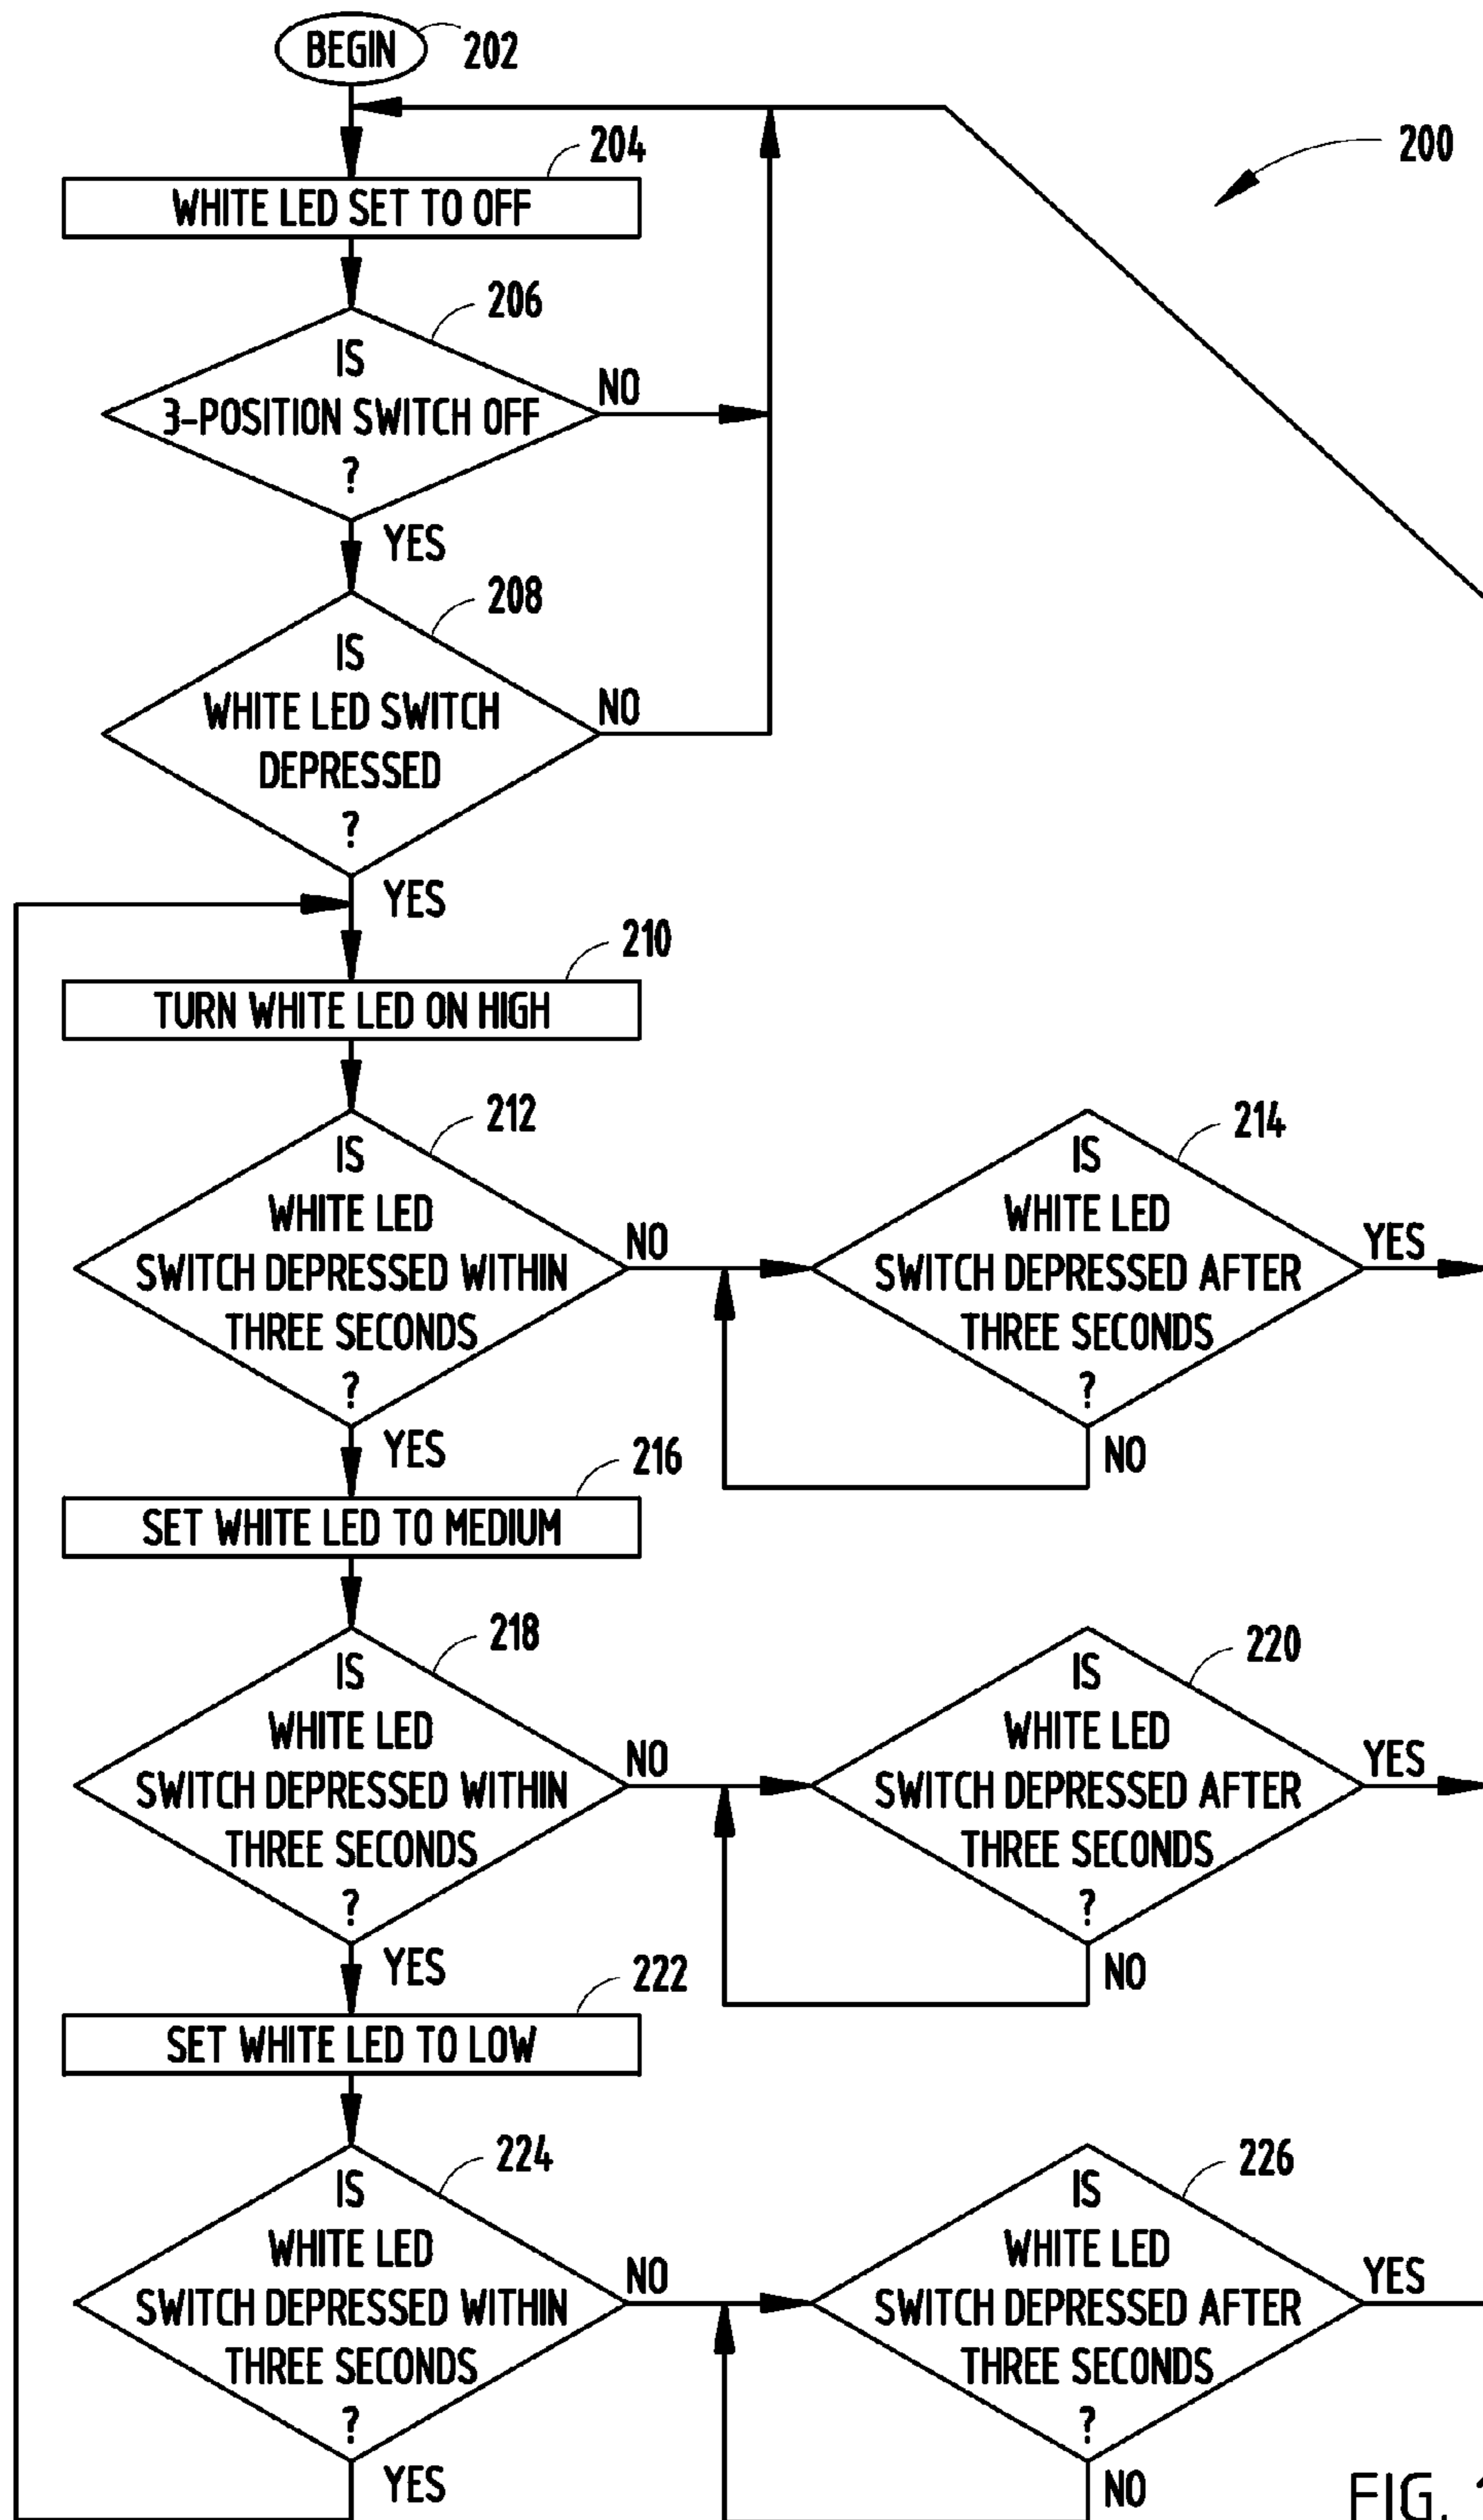 BEGIN
202
200
204
WHITE LED SET TO OFF
206
IS
3-POSITION SWITCH OFF
?
NO
YES
208
IS
WHITE LED SWITCH
DEPRESSED
?
NO
YES
210
TURN WHITE LED ON HIGH
212
IS
WHITE LED
SWITCH DEPRESSED WITHIN
THREE SECONDS
?
NO
YES
214
IS
WHITE LED
SWITCH DEPRESSED AFTER
THREE SECONDS
?
YES
NO
216
SET WHITE LED TO MEDIUM
218
IS
WHITE LED
SWITCH DEPRESSED WITHIN
THREE SECONDS
?
NO
YES
220
IS
WHITE LED
SWITCH DEPRESSED AFTER
THREE SECONDS
?
YES
NO
222
SET WHITE LED TO LOW
224
IS
WHITE LED
SWITCH DEPRESSED WITHIN
THREE SECONDS
?
NO
YES
226
IS
WHITE LED
SWITCH DEPRESSED AFTER
THREE SECONDS
?
YES
NO
FIG.